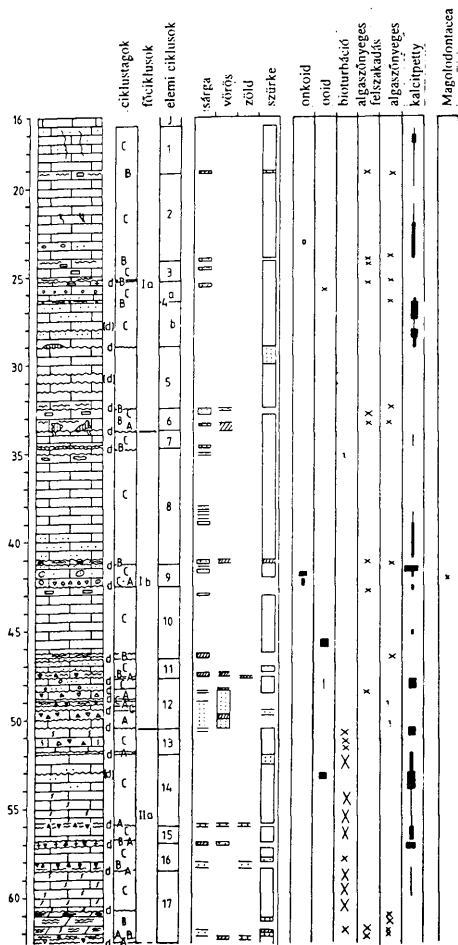 ciklustagok
főciklusok
elemi ciklusok
sárga
vörös
zöld
szürke
onkoid
ooid
bioturbáció
algaszőnyeges felszakadás
algaszőnyeges
kalcitpetty
Magolodontacea
16
20
25
30
35
40
45
50
55
60
C
B
C
B
C
d B
C
B
(d) C
d
(d)
d B
C
B
A
d
C
d B
C
d B
C
d C-A
C
d B
C
B
d A
C
A
d
C
d A
(d)
C
d A
C
d B-A
C
B
d A
C
d
B
d A
C
d A
Ia
Ib
IIa
J
1
2
3
a
4
b
5
6
7
8
9
10
11
12
13
14
15
16
17